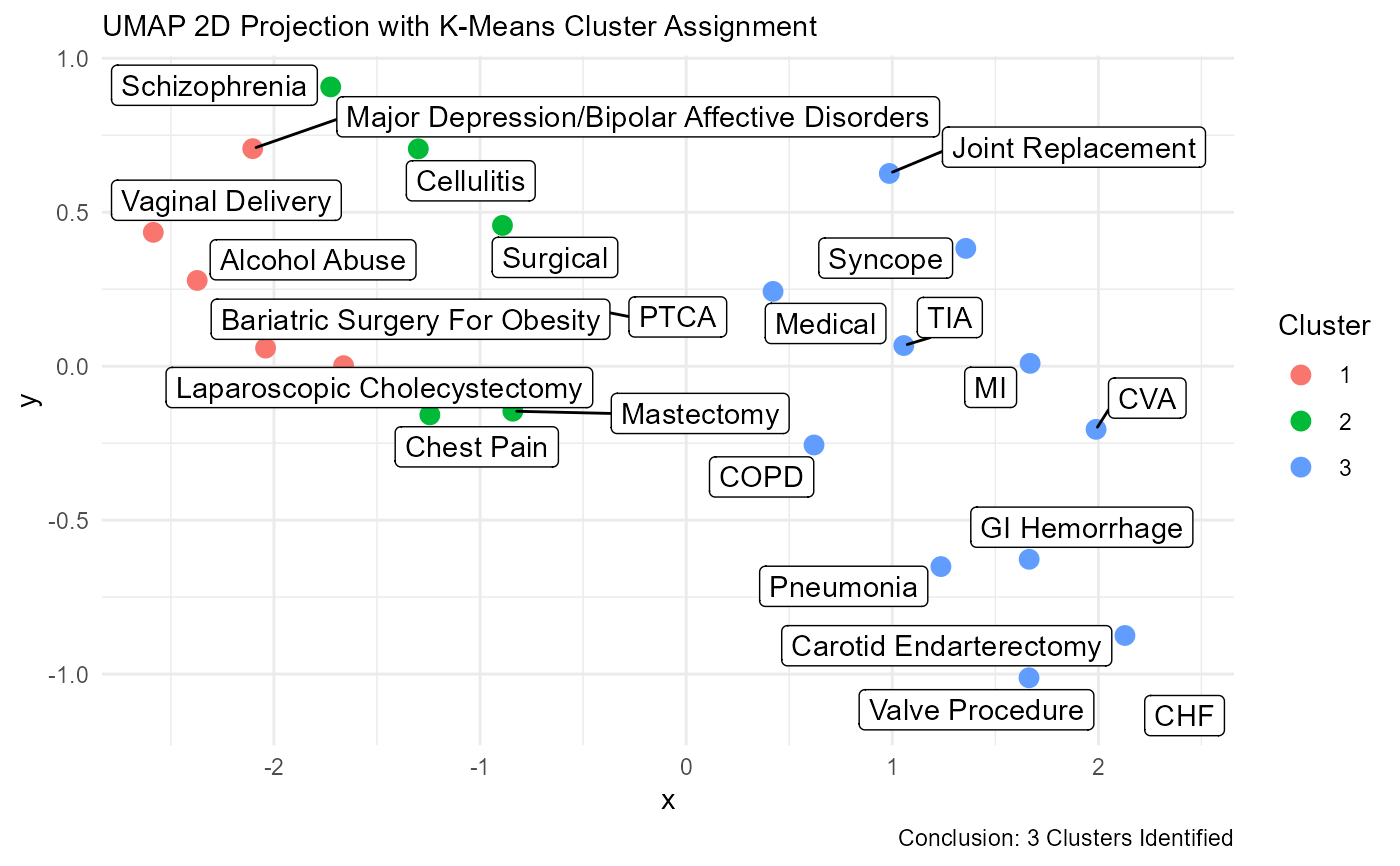 UMAP 2D Projection with K-Means Cluster Assignment
1.0
Schizophrenia
Major Depression/Bipolar Affective Disorders
Joint Replacement
Cellulitis
Vaginal Delivery
0.5
Alcohol Abuse
Surgical
Syncope
Bariatric Surgery For Obesity
PTCA
Medical
TIA
Cluster
0.0
1
Laparoscopic Cholecystectomy
MI
CVA
y
Mastectomy
2
Chest Pain
COPD
3
-0.5
GI Hemorrhage
Pneumonia
Carotid Endarterectomy
-1.0
Valve Procedure
CHF
-2
-1
0
1
2
x
Conclusion: 3 Clusters Identified